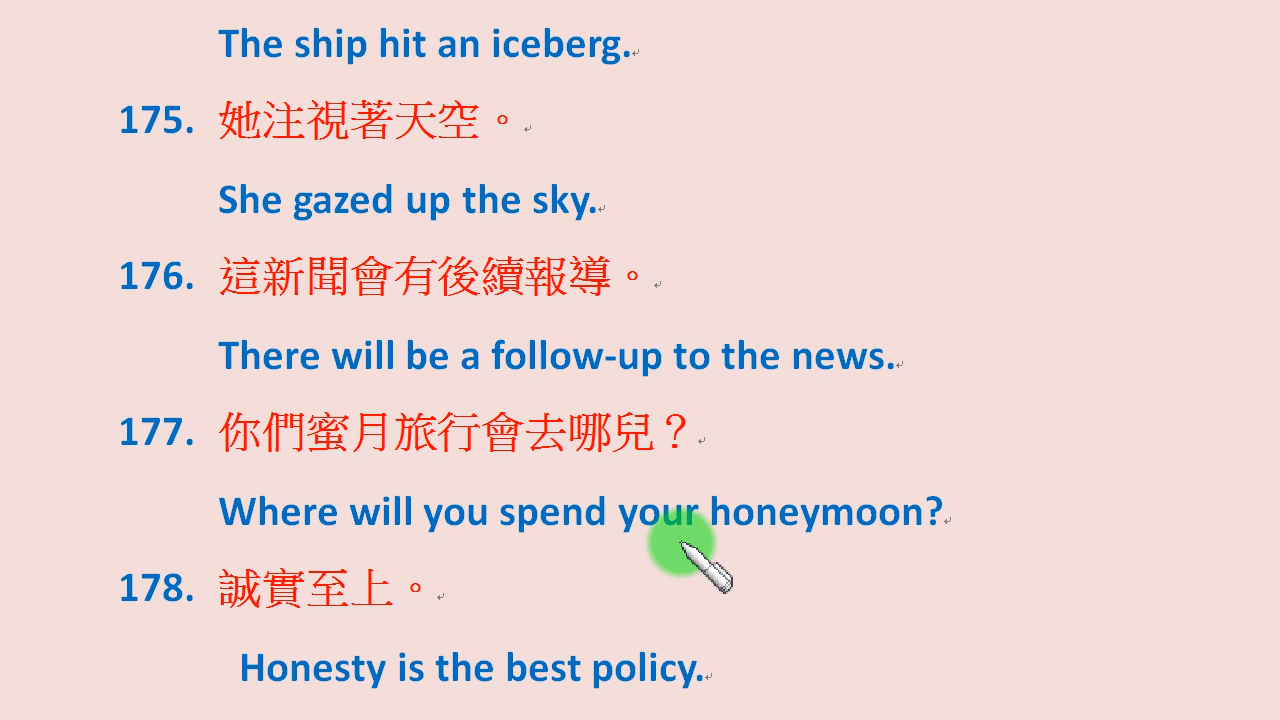 The ship hit an iceberg.
175. 她注視著天空。
She gazed up the sky.
176. 這新聞會有後續報導。
There will be a follow-up to the news.
177. 你們蜜月旅行會去哪兒？
Where will you spend your honeymoon?
178. 誠實至上。
Honesty is the best policy.